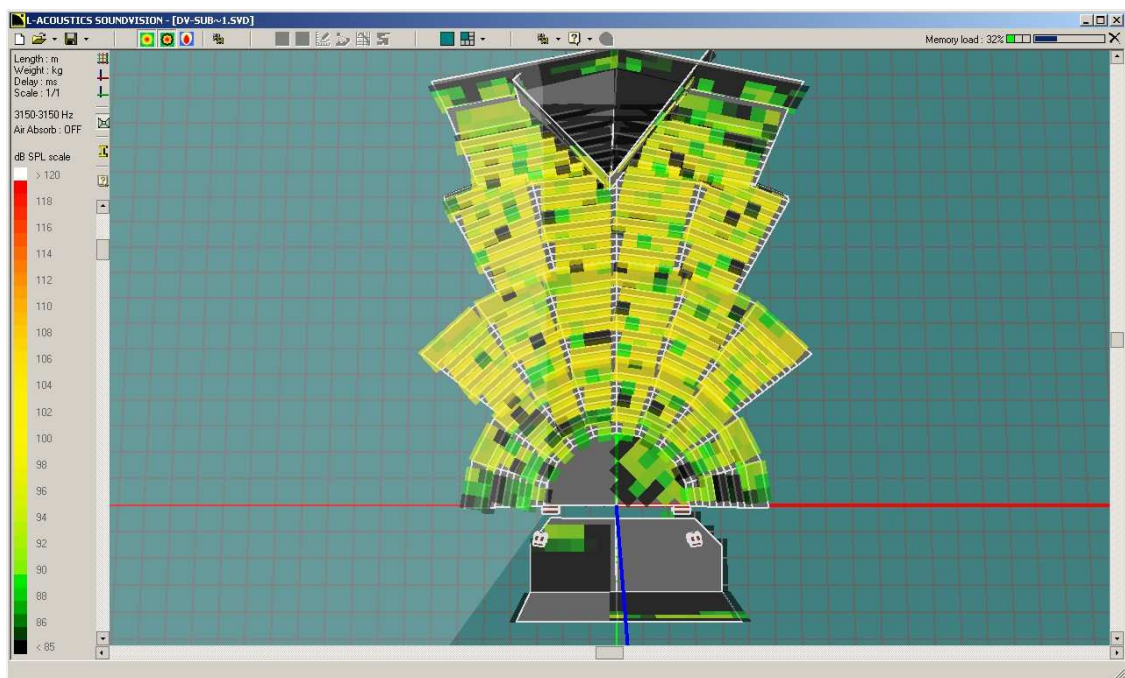 L-ACOUSTICS SOUNDVISION - [DV-SUB~1.SVD]
Memory load : 32%
Length : m
Weight : kg
Delay : ms
Scale : 1/1
3150-3150 Hz
Air Absorb : OFF
dB SPL scale
> 120
118
116
114
112
110
108
106
104
102
100
98
96
94
92
90
88
86
< 85